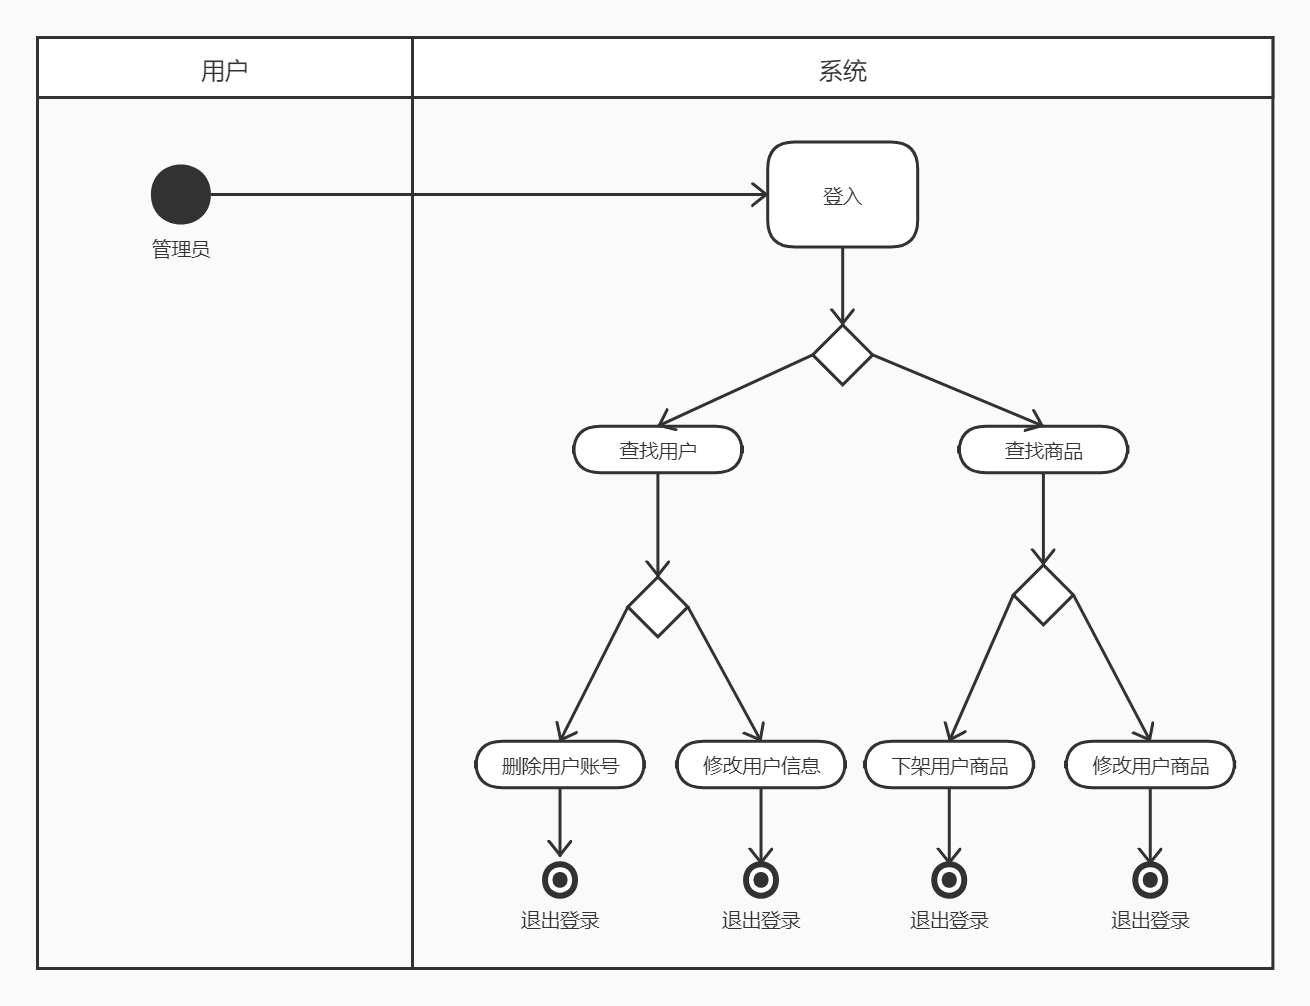 用户
系统
登入
管理员
查找用户
查找商品
删除用户账号
修改用户信息
下架用户商品
修改用户商品
退出登录
退出登录
退出登录
退出登录